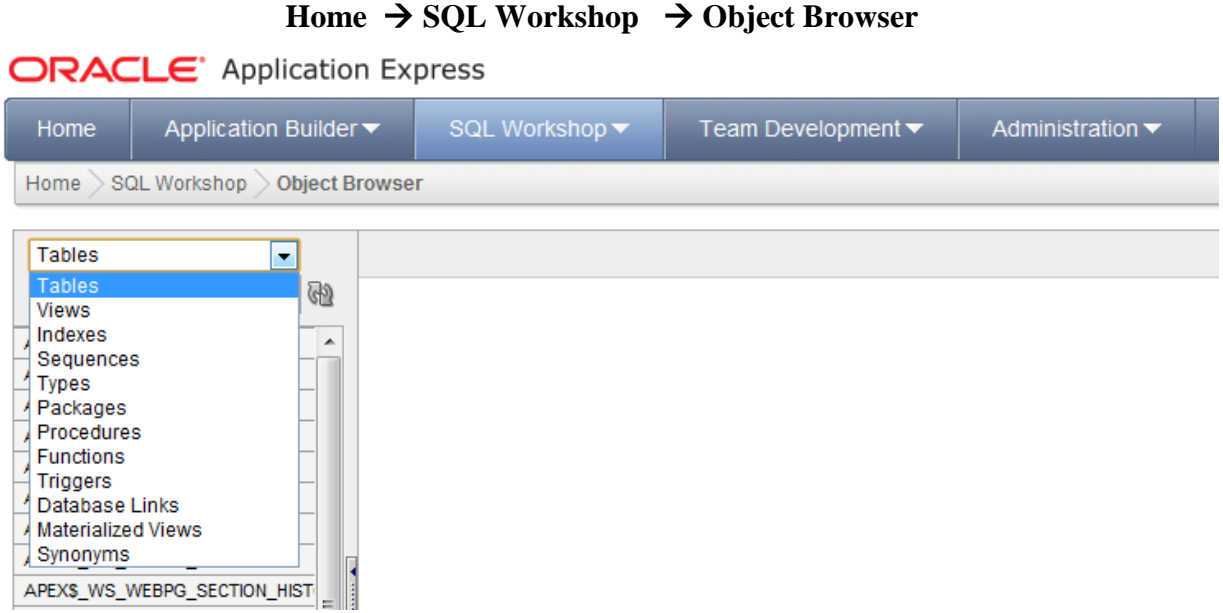 Home → SQL Workshop → Object Browser
ORACLE Application Express
Home Application Builder SQL Workshop Team Development Administration
Home SQL Workshop Object Browser
Tables
Tables
Views
Indexes
Sequences
Types
Packages
Procedures
Functions
Triggers
Database Links
Materialized Views
Synonyms
APEX$_WS_WEBPG_SECTION_HIST